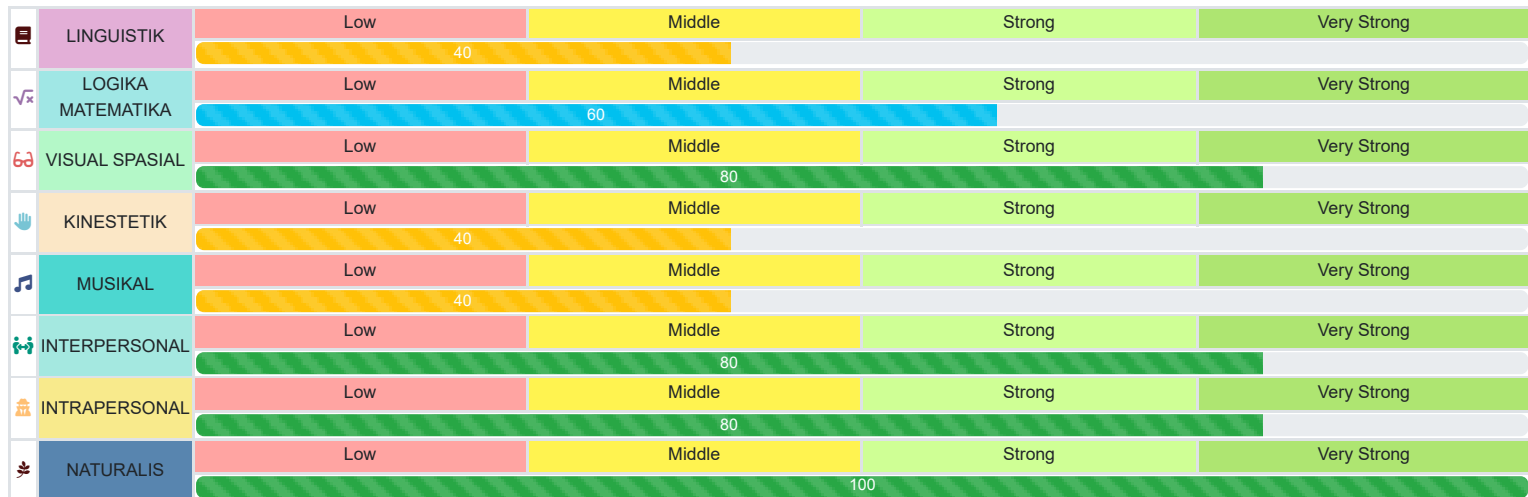 LINGUISTIK
Low Middle Strong Very Strong
40
LOGIKA
MATEMATIKA
Low Middle Strong Very Strong
60
VISUAL SPASIAL
Low Middle Strong Very Strong
80
KINESTETIK
Low Middle Strong Very Strong
40
MUSIKAL
Low Middle Strong Very Strong
40
INTERPERSONAL
Low Middle Strong Very Strong
80
INTRAPERSONAL
Low Middle Strong Very Strong
80
NATURALIS
Low Middle Strong Very Strong
100